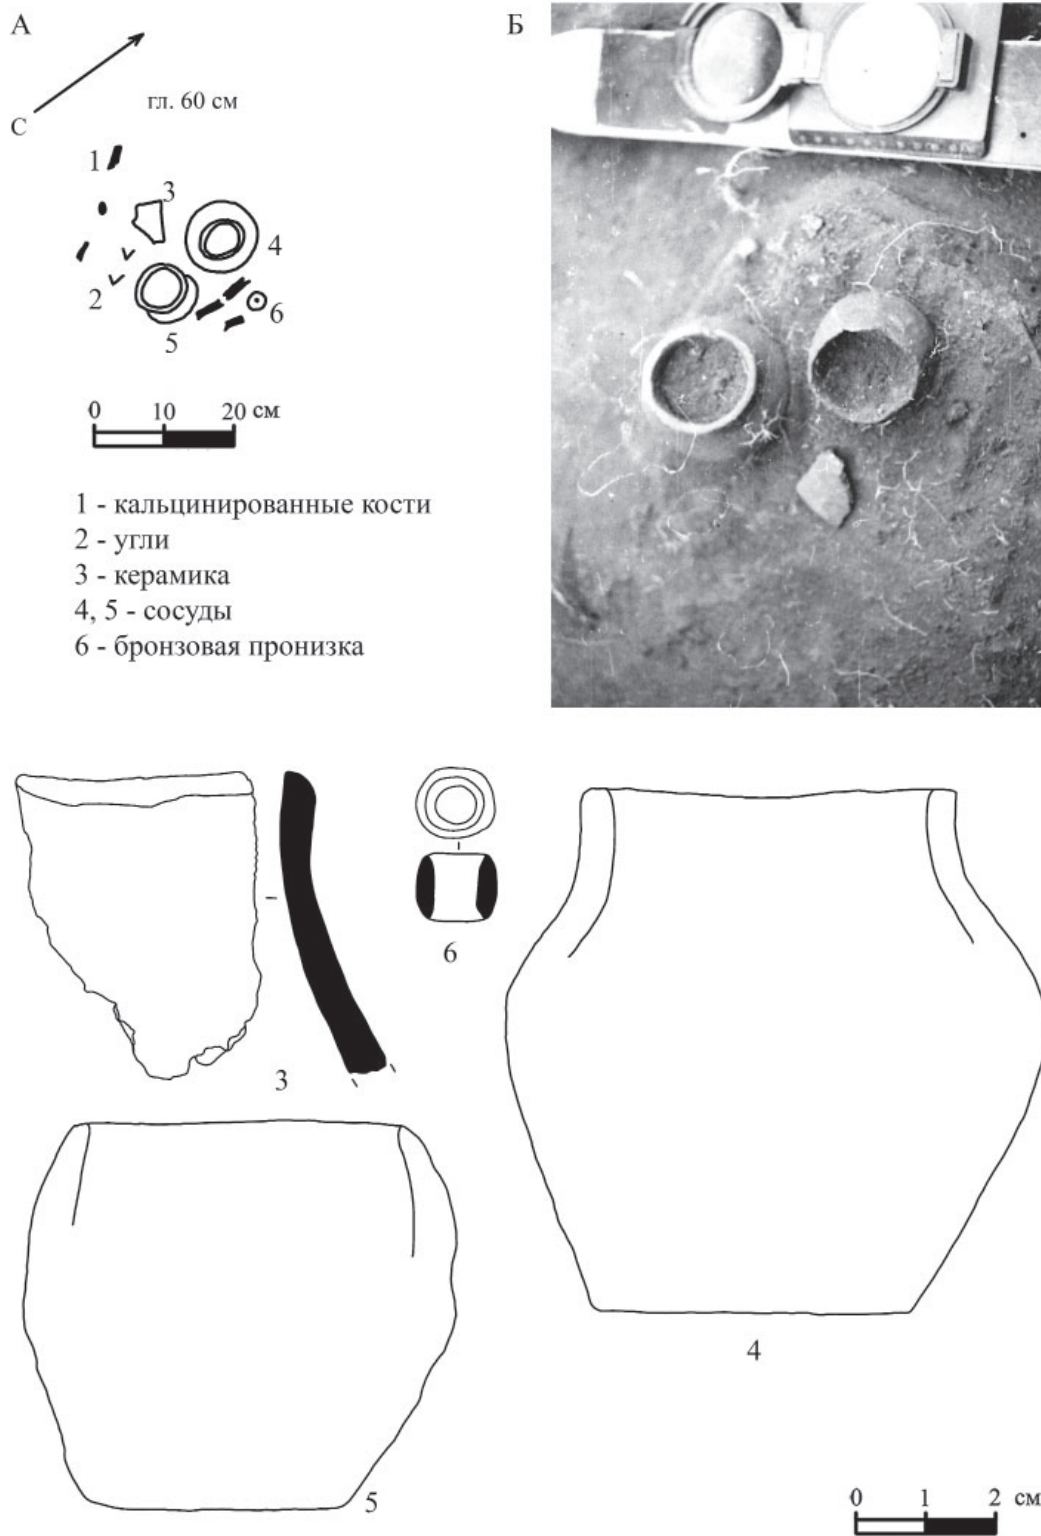 А
Б
С
гл. 60 см
1
3
4
2
6
5
0 10 20 см
1 - кальцинированные кости
2 - угли
3 - керамика
4, 5 - сосуды
6 - бронзовая пронизка
6
3
4
5
0 1 2 см